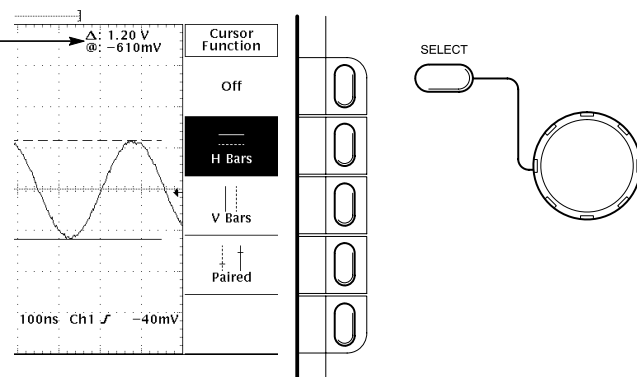 Δ: 1.20 V
@: −610mV
Cursor
Function
Off
H Bars
V Bars
Paired
100ns Ch1 ∫ −40mV
SELECT